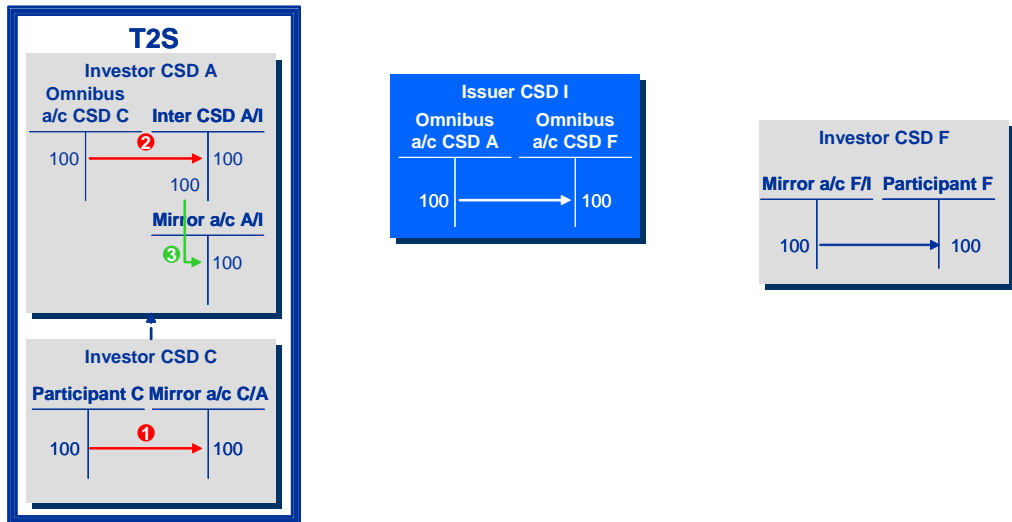 T2S
Investor CSD A
Omnibus
a/c CSD C Inter CSD A/I
2
100 100
100
Mirror a/c A/I
3 100
Investor CSD C
Participant C Mirror a/c C/A
1
100 100
Issuer CSD I
Omnibus Omnibus
a/c CSD A a/c CSD F
100 100
Investor CSD F
Mirror a/c F/I Participant F
100 100